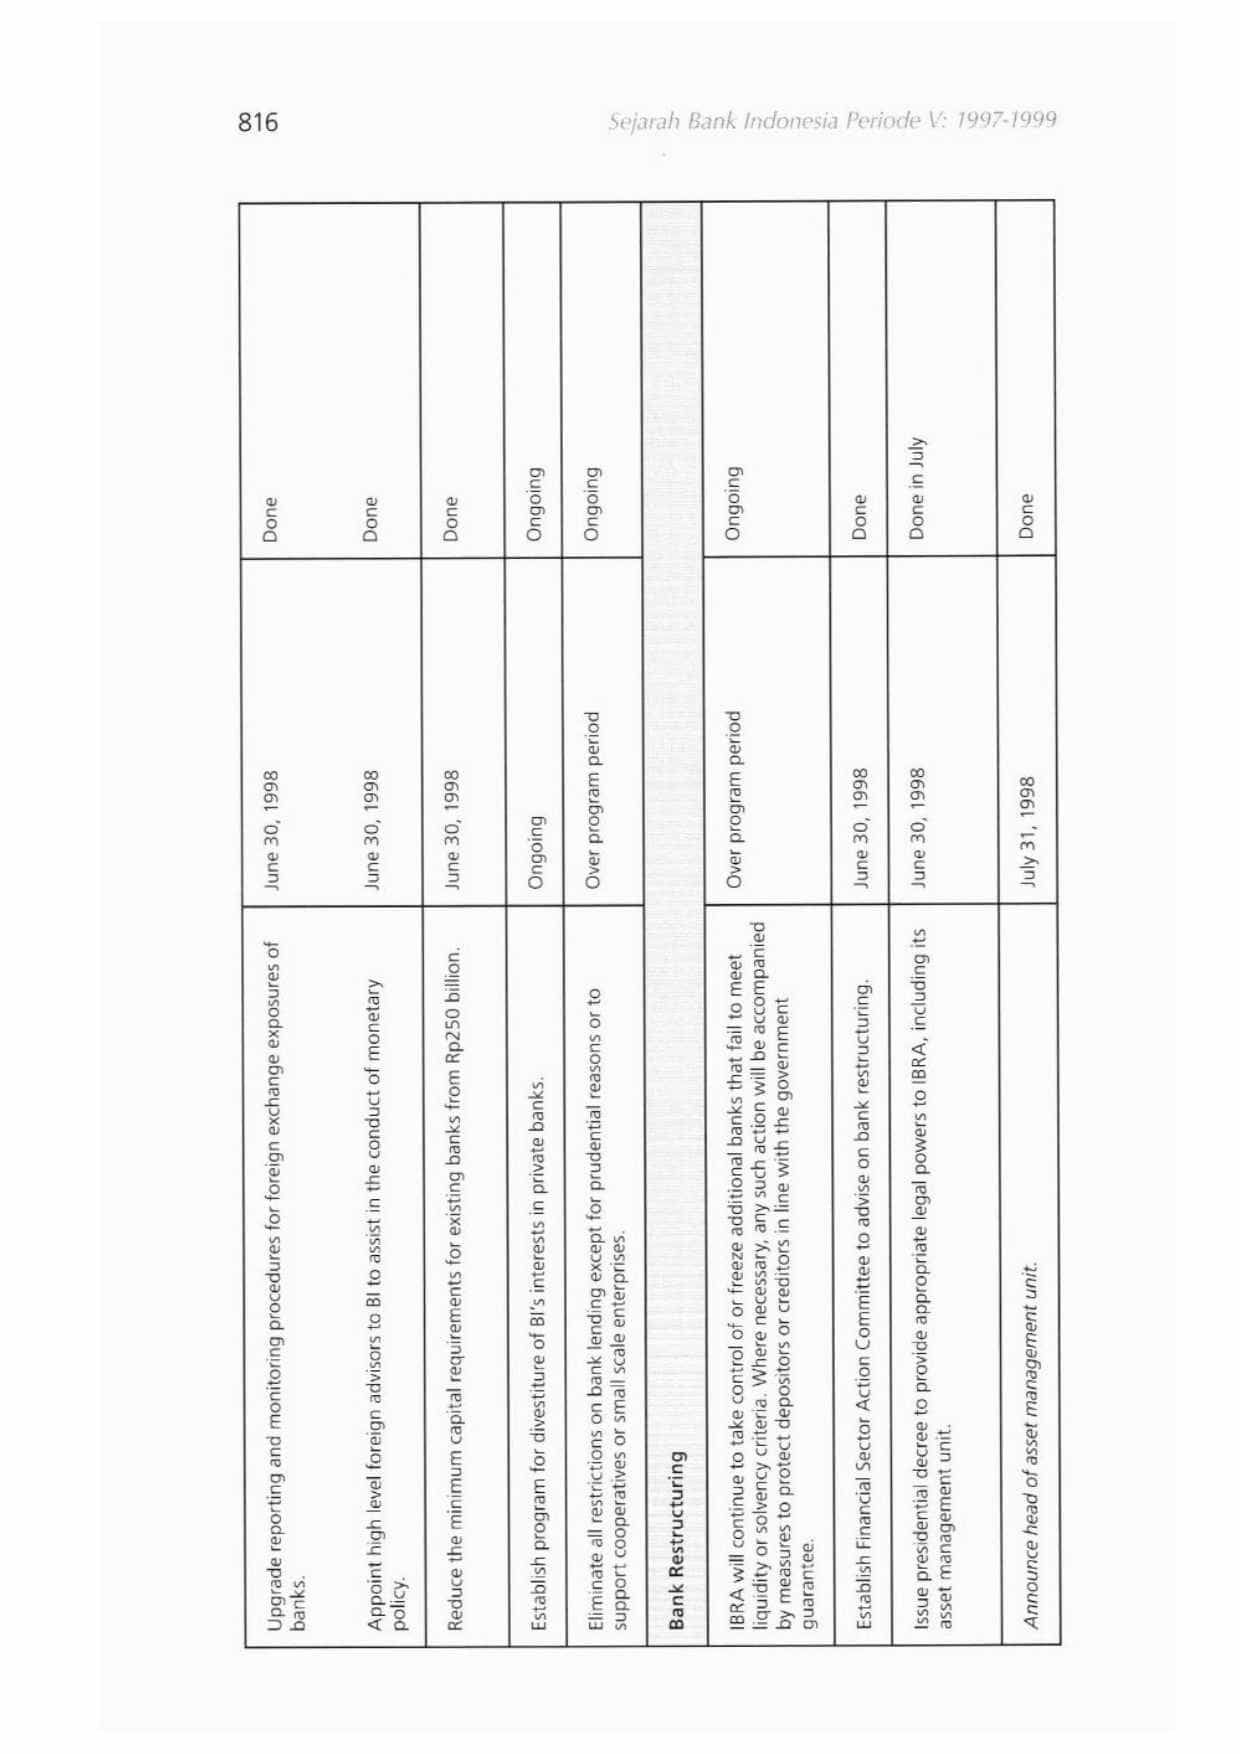 816
Sejarah Bank Indonesia Periode V: 1997-1999
Upgrade reporting and monitoring procedures for foreign exchange exposures of
banks.
June 30, 1998
Done
Appoint high level foreign advisors to BI to assist in the conduct of monetary
policy.
June 30, 1998
Done
Reduce the minimum capital requirements for existing banks from Rp250 billion.
June 30, 1998
Done
Establish program for divestiture of BI's interests in private banks.
Ongoing
Ongoing
Eliminate all restrictions on bank lending except for prudential reasons or to
support cooperatives or small scale enterprises.
Over program period
Ongoing
Bank Restructuring
IBRA will continue to take control of or freeze additional banks that fail to meet
liquidity or solvency criteria. Where necessary, any such action will be accompanied
by measures to protect depositors or creditors in line with the government
guarantee.
Over program period
Ongoing
Establish Financial Sector Action Committee to advise on bank restructuring.
June 30, 1998
Done
Issue presidential decree to provide appropriate legal powers to IBRA, including its
asset management unit.
June 30, 1998
Done in July
Announce head of asset management unit.
July 31, 1998
Done